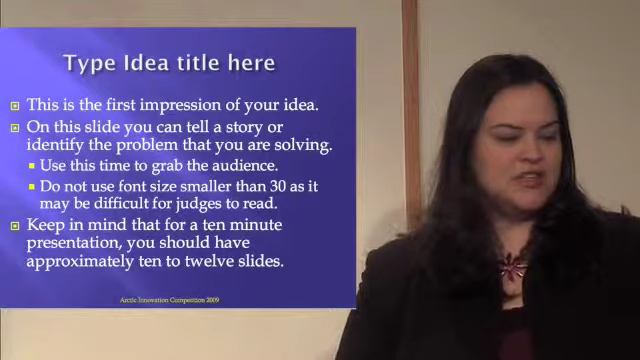 Type Idea title here
This is the first impression of your idea.
On this slide you can tell a story or
identify the problem that you are solving.
Use this time to grab the audience.
Do not use font size smaller than 30 as it
may be difficult for judges to read.
Keep in mind that for a ten minute
presentation, you should have
approximately ten to twelve slides.
Arctic Innovation Competition 2009